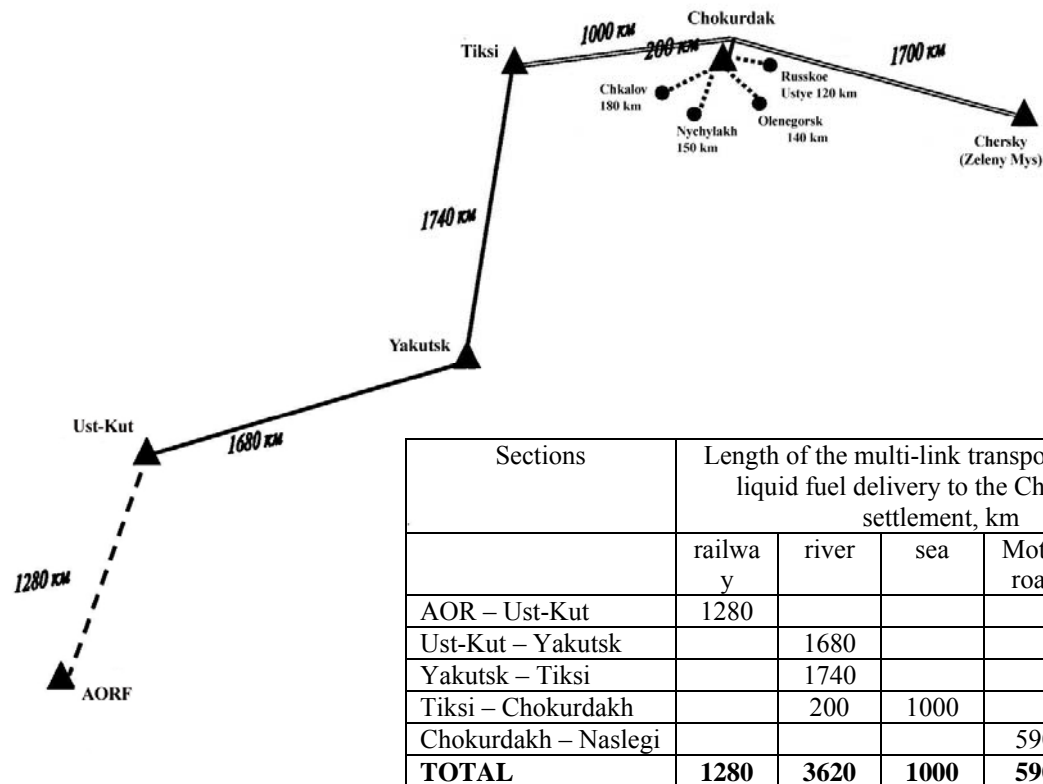 Chokurdak
1000 км
Tiksi
200 км
1700 км
Russkoe
Ustye 120 km
Chkalov
180 km
Olenegorsk
140 km
Nychylakh
150 km
Chersky
(Zeleny Mys)
1740 км
Yakutsk
Ust-Kut
1680 км
1280 км
AORF
Sections
Length of the multi-link transpo
liquid fuel delivery to the Ch
settlement, km
railwa
y
river
sea
Mot
roa
AOR – Ust-Kut 1280
Ust-Kut – Yakutsk 1680
Yakutsk – Tiksi 1740
Tiksi – Chokurdakh 200 1000
Chokurdakh – Naslegi 59
TOTAL 1280 3620 1000 59